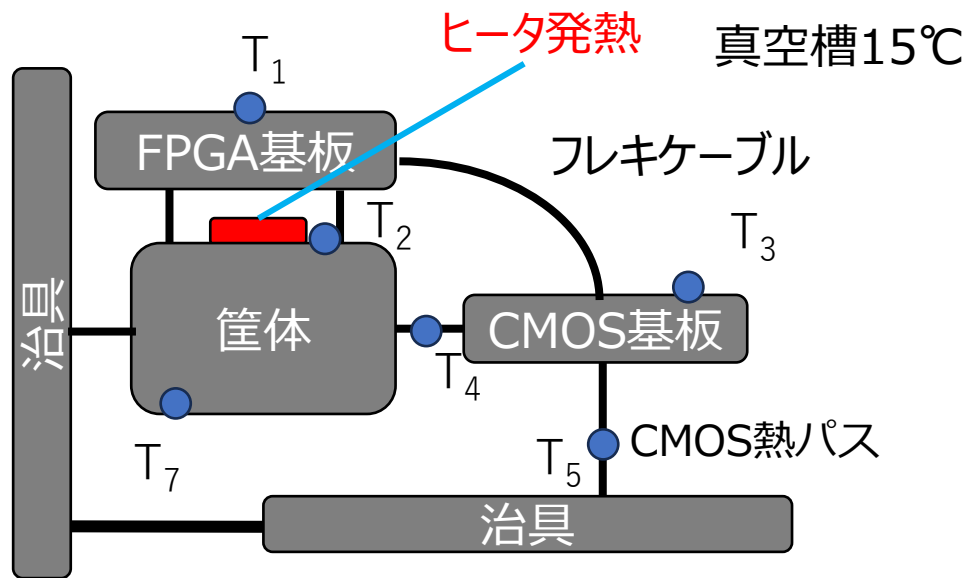 ヒータ発熱
真空槽15℃
T1
FPGA基板
フレキケーブル
T2
T3
治具
筐体
CMOS基板
T4
T7
T5
CMOS熱パス
治具